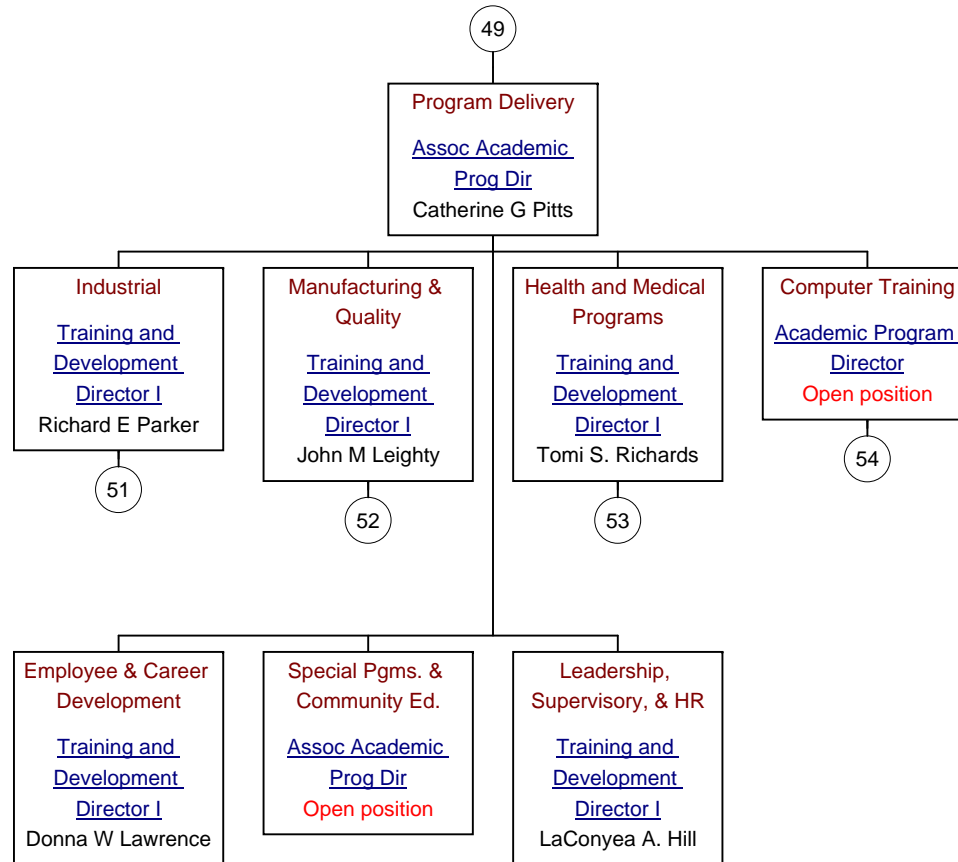 49
Program Delivery
Assoc Academic
Prog Dir
Catherine G Pitts
Industrial
Training and
Development
Director I
Richard E Parker
51
Manufacturing &
Quality
Training and
Development
Director I
John M Leighty
52
Health and Medical
Programs
Training and
Development
Director I
Tomi S. Richards
53
Computer Training
Academic Program
Director
Open position
54
Employee & Career
Development
Training and
Development
Director I
Donna W Lawrence
Special Pgms. &
Community Ed.
Assoc Academic
Prog Dir
Open position
Leadership,
Supervisory, & HR
Training and
Development
Director I
LaConyea A. Hill